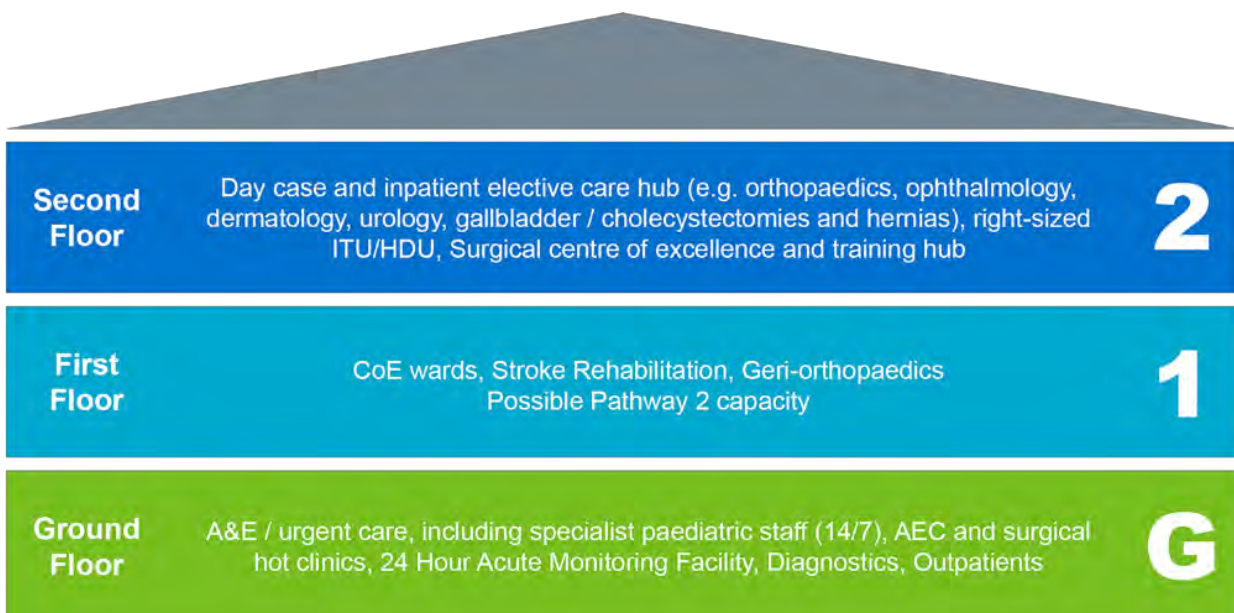 Second
Floor
Day case and inpatient elective care hub (e.g. orthopaedics, ophthalmology,
dermatology, urology, gallbladder / cholecystectomies and hernias), right-sized
ITU/HDU, Surgical centre of excellence and training hub
2
First
Floor
CoE wards, Stroke Rehabilitation, Geri-orthopaedics
Possible Pathway 2 capacity
1
Ground
Floor
A&E / urgent care, including specialist paediatric staff (14/7), AEC and surgical
hot clinics, 24 Hour Acute Monitoring Facility, Diagnostics, Outpatients
G